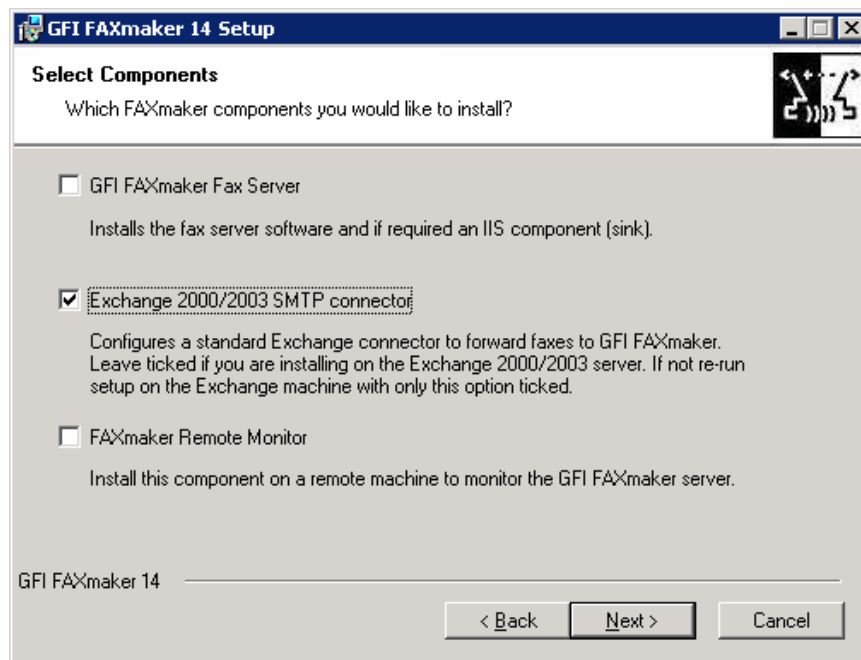 GFI FAXmaker 14 Setup
Select Components
Which FAXmaker components you would like to install?
GFI FAXmaker Fax Server
Installs the fax server software and if required an IIS component (sink).
Exchange 2000/2003 SMTP connector
Configures a standard Exchange connector to forward faxes to GFI FAXmaker.
Leave ticked if you are installing on the Exchange 2000/2003 server. If not re-run
setup on the Exchange machine with only this option ticked.
FAXmaker Remote Monitor
Install this component on a remote machine to monitor the GFI FAXmaker server.
GFI FAXmaker 14
< Back
Next >
Cancel